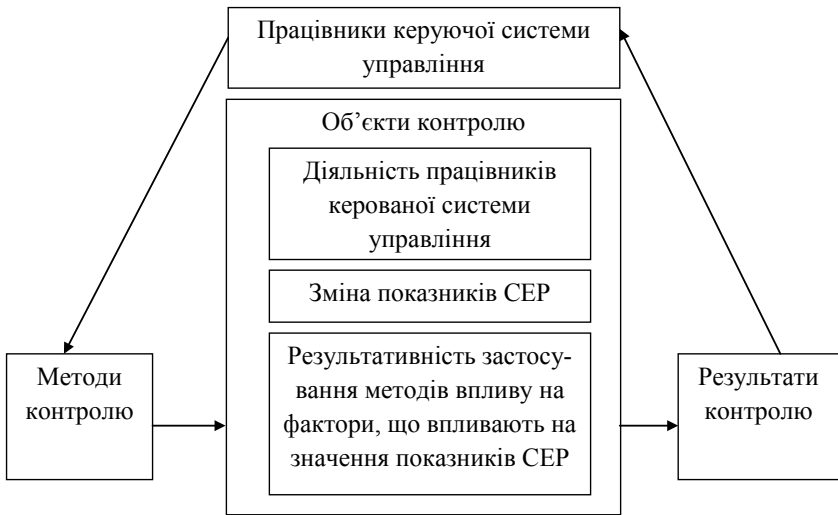 Працівники керуючої системи
управління
Об’єкти контролю
Діяльність працівників
керованої системи
управління
Зміна показників СЕР
Результативність застосу-
вання методів впливу на
фактори, що впливають на
значення показників СЕР
Методи
контролю
Результати
контролю